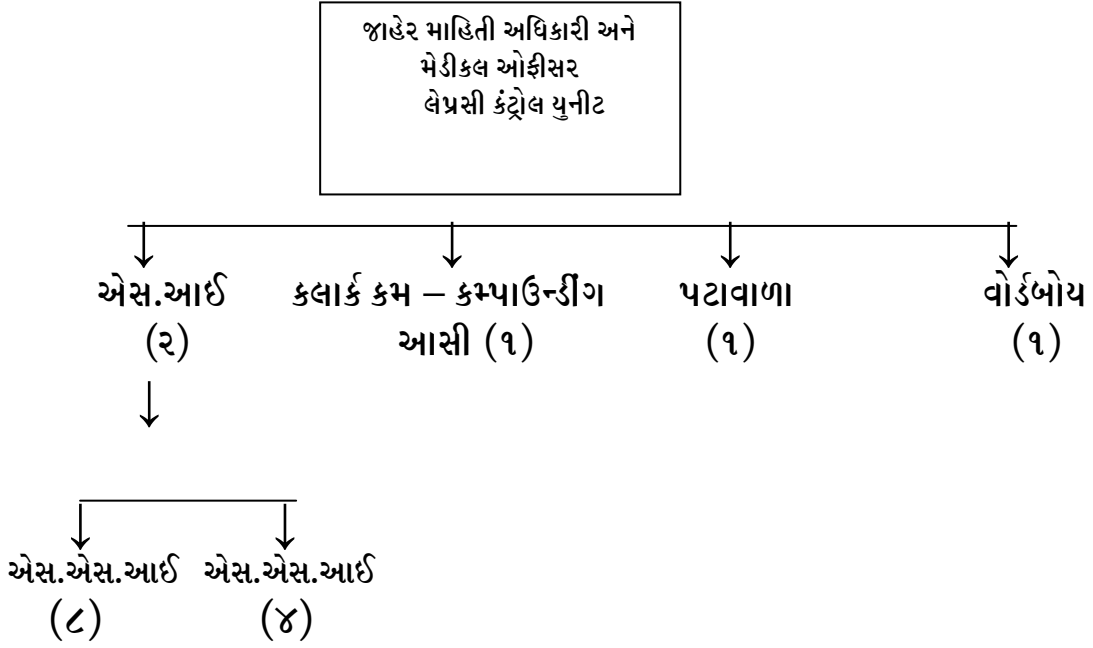 જાહેર માહિતી અધિકારી અને
મેડીકલ ઓફીસર
લેપ્રસી કંટ્રોલ યુનીટ
એસ.આઈ કલાર્ક કમ – કમ્પાઉન્ડીંગ પટાવાળા વોર્ડબોય
(૨) આસી (૧) (૧) (૧)
એસ.એસ.આઈ એસ.એસ.આઈ
(૮) (૪)